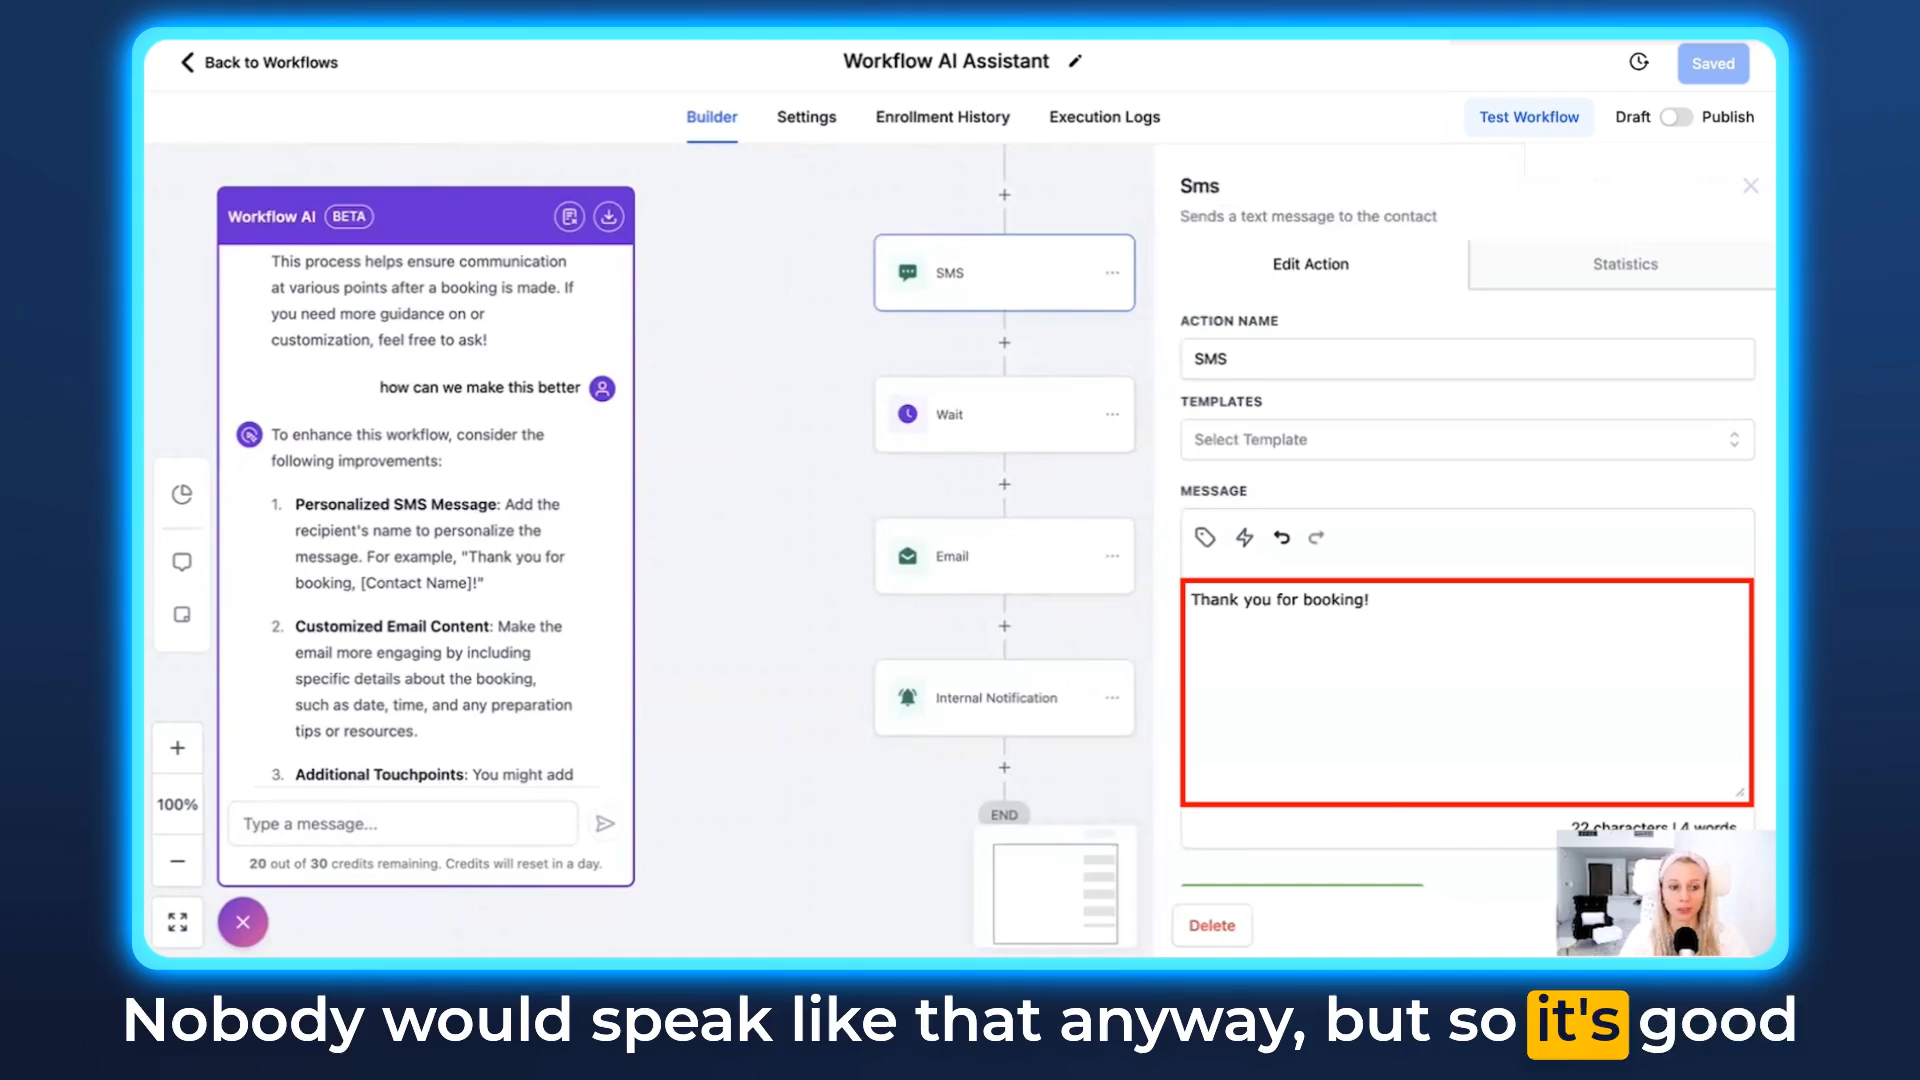 Back to Workflows
Workflow AI Assistant
Saved
Builder
Settings
Enrollment History
Execution Logs
Test Workflow
Draft
Publish
Workflow AI BETA
This process helps ensure communication
at various points after a booking is made. If
you need more guidance on or
customization, feel free to ask!
how can we make this better
To enhance this workflow, consider the
following improvements:
1. Personalized SMS Message: Add the
recipient's name to personalize the
message. For example, "Thank you for
booking, [Contact Name]!"
2. Customized Email Content: Make the
email more engaging by including
specific details about the booking,
such as date, time, and any preparation
tips or resources.
3. Additional Touchpoints: You might add
Type a message...
20 out of 30 credits remaining. Credits will reset in a day.
100%
SMS
Wait
Email
Internal Notification
END
Sms
Sends a text message to the contact
Edit Action
Statistics
ACTION NAME
SMS
TEMPLATES
Select Template
MESSAGE
Thank you for booking!
22 characters | 4 words
Delete
Nobody would speak like that anyway, but so it's good